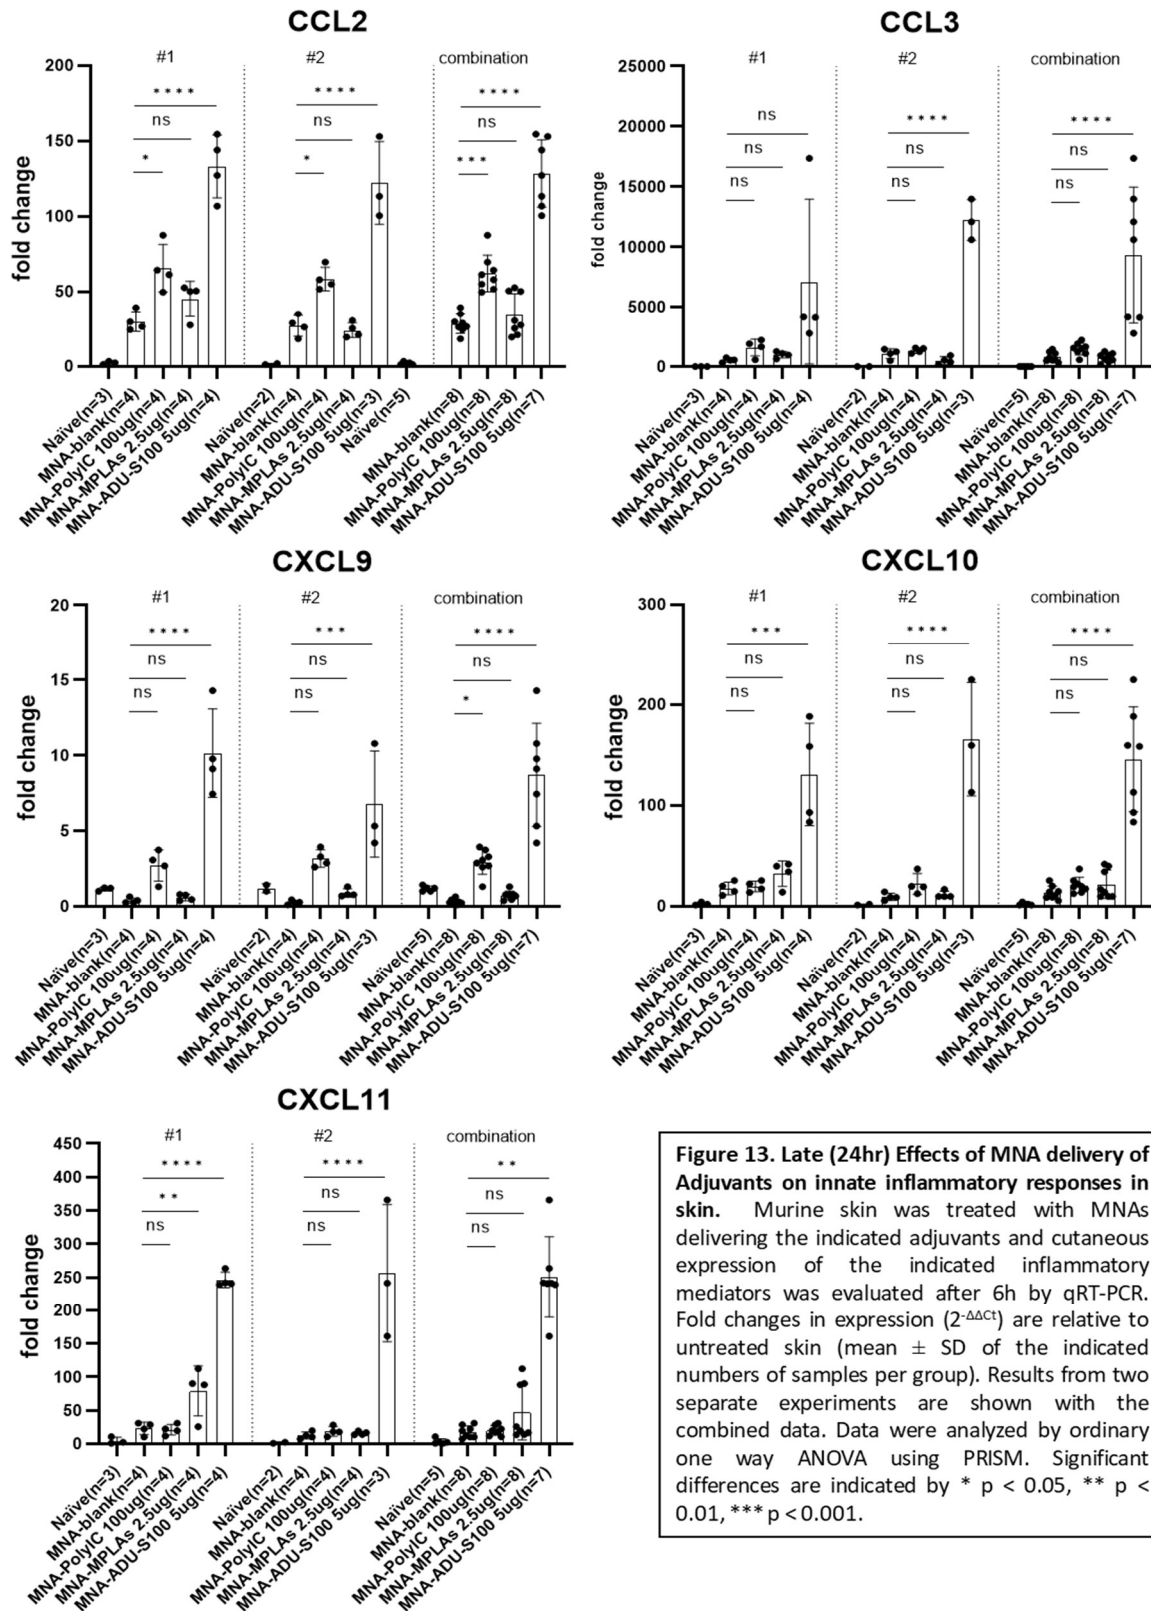 CCL2
#1
#2
combination
fold change
200
150
100
50
0
* * * *
ns
*
* * * *
ns
*
* * * *
ns
* * *
Naïve(n=3)
MNA-blank(n=4)
MNA-PolyIC 100ug(n=4)
MNA-MPLAs 2.5ug(n=4)
MNA-ADU-S100 5ug(n=4)
Naïve(n=2)
MNA-blank(n=4)
MNA-PolyIC 100ug(n=4)
MNA-MPLAs 2.5ug(n=4)
MNA-ADU-S100 5ug(n=3)
Naïve(n=5)
MNA-blank(n=8)
MNA-PolyIC 100ug(n=8)
MNA-MPLAs 2.5ug(n=8)
MNA-ADU-S100 5ug(n=7)
CCL3
#1
#2
combination
fold change
25000
20000
15000
10000
5000
0
ns
ns
ns
* * * *
ns
ns
* * * *
ns
ns
Naïve(n=3)
MNA-blank(n=4)
MNA-PolyIC 100ug(n=4)
MNA-MPLAs 2.5ug(n=4)
MNA-ADU-S100 5ug(n=4)
Naïve(n=2)
MNA-blank(n=4)
MNA-PolyIC 100ug(n=4)
MNA-MPLAs 2.5ug(n=4)
MNA-ADU-S100 5ug(n=3)
Naïve(n=5)
MNA-blank(n=8)
MNA-PolyIC 100ug(n=8)
MNA-MPLAs 2.5ug(n=8)
MNA-ADU-S100 5ug(n=7)
CXCL9
#1
#2
combination
fold change
20
15
10
5
0
* * * *
ns
ns
* * *
ns
ns
* * * *
ns
*
Naïve(n=3)
MNA-blank(n=4)
MNA-PolyIC 100ug(n=4)
MNA-MPLAs 2.5ug(n=4)
MNA-ADU-S100 5ug(n=4)
Naïve(n=2)
MNA-blank(n=4)
MNA-PolyIC 100ug(n=4)
MNA-MPLAs 2.5ug(n=4)
MNA-ADU-S100 5ug(n=3)
Naïve(n=5)
MNA-blank(n=8)
MNA-PolyIC 100ug(n=8)
MNA-MPLAs 2.5ug(n=8)
MNA-ADU-S100 5ug(n=7)
CXCL10
#1
#2
combination
fold change
300
200
100
0
* * *
ns
ns
* * * *
ns
ns
* * * *
ns
ns
Naïve(n=3)
MNA-blank(n=4)
MNA-PolyIC 100ug(n=4)
MNA-MPLAs 2.5ug(n=4)
MNA-ADU-S100 5ug(n=4)
Naïve(n=2)
MNA-blank(n=4)
MNA-PolyIC 100ug(n=4)
MNA-MPLAs 2.5ug(n=4)
MNA-ADU-S100 5ug(n=3)
Naïve(n=5)
MNA-blank(n=8)
MNA-PolyIC 100ug(n=8)
MNA-MPLAs 2.5ug(n=8)
MNA-ADU-S100 5ug(n=7)
CXCL11
#1
#2
combination
fold change
450
400
350
300
250
200
150
100
50
0
* * * *
* *
ns
* * * *
ns
ns
* *
ns
ns
Naïve(n=3)
MNA-blank(n=4)
MNA-PolyIC 100ug(n=4)
MNA-MPLAs 2.5ug(n=4)
MNA-ADU-S100 5ug(n=4)
Naïve(n=2)
MNA-blank(n=4)
MNA-PolyIC 100ug(n=4)
MNA-MPLAs 2.5ug(n=4)
MNA-ADU-S100 5ug(n=3)
Naïve(n=5)
MNA-blank(n=8)
MNA-PolyIC 100ug(n=8)
MNA-MPLAs 2.5ug(n=8)
MNA-ADU-S100 5ug(n=7)
Figure 13. Late (24hr) Effects of MNA delivery of
Adjuvants on innate inflammatory responses in
skin. Murine skin was treated with MNAs
delivering the indicated adjuvants and cutaneous
expression of the indicated inflammatory
mediators was evaluated after 6h by qRT-PCR.
Fold changes in expression (2-ΔΔCt) are relative to
untreated skin (mean ± SD of the indicated
numbers of samples per group). Results from two
separate experiments are shown with the
combined data. Data were analyzed by ordinary
one way ANOVA using PRISM. Significant
differences are indicated by * p < 0.05, ** p <
0.01, *** p < 0.001.